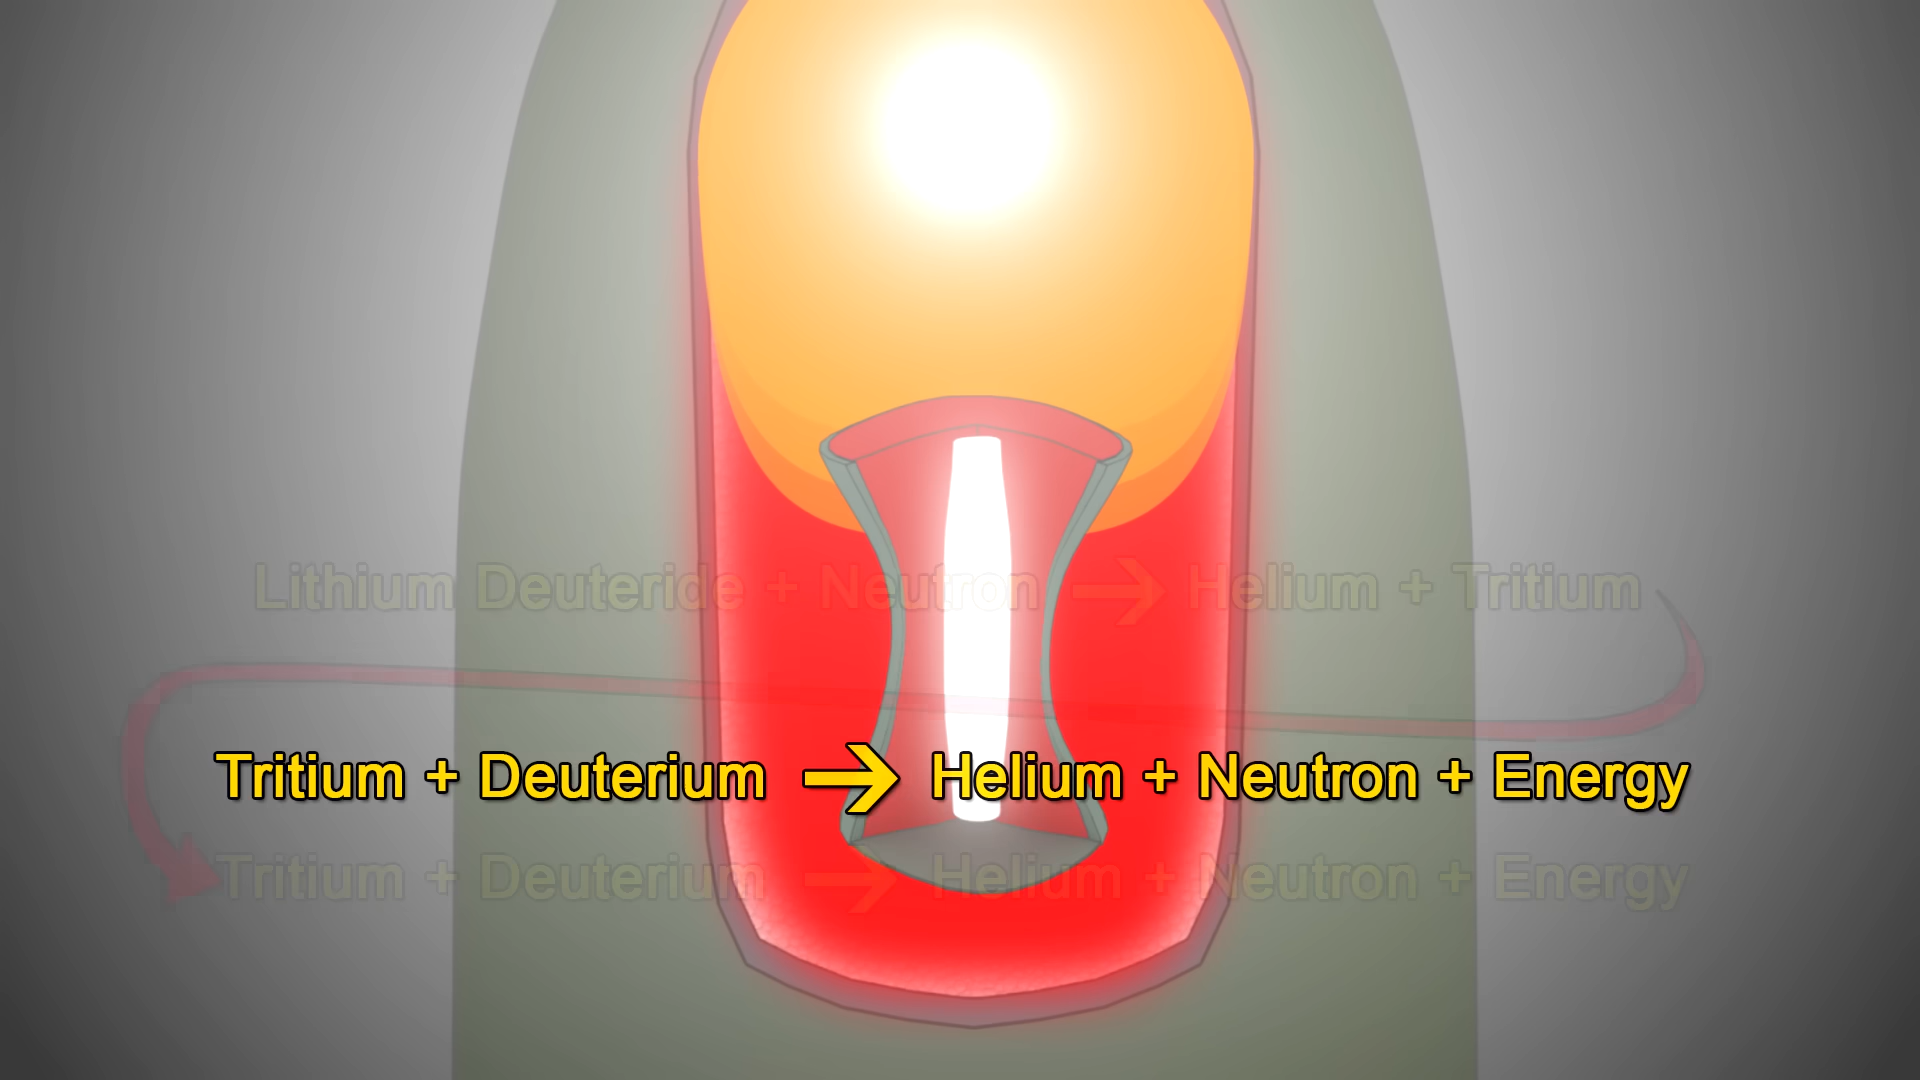 Lithium Deuteride + Neutron → Helium + Tritium
Tritium + Deuterium → Helium + Neutron + Energy
Tritium + Deuterium → Helium + Neutron + Energy